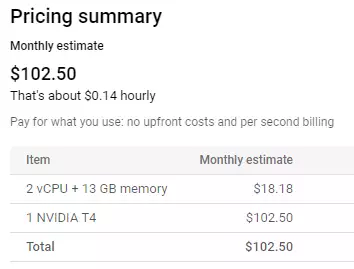 Pricing summary
Monthly estimate
$102.50
That's about $0.14 hourly
Pay for what you use: no upfront costs and per second billing
Item Monthly estimate
2 vCPU + 13 GB memory $18.18
1 NVIDIA T4 $102.50
Total $102.50